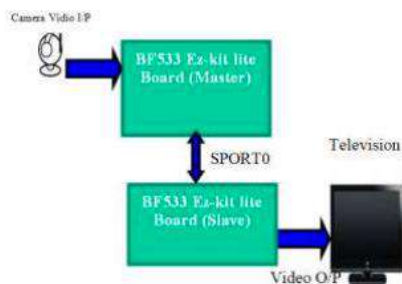 Camera Vidio I/P
BF533 Ez-kit lite
Board (Master)
SPORT0
Television
BF533 Ez-kit lite
Board (Slave)
Video O/P